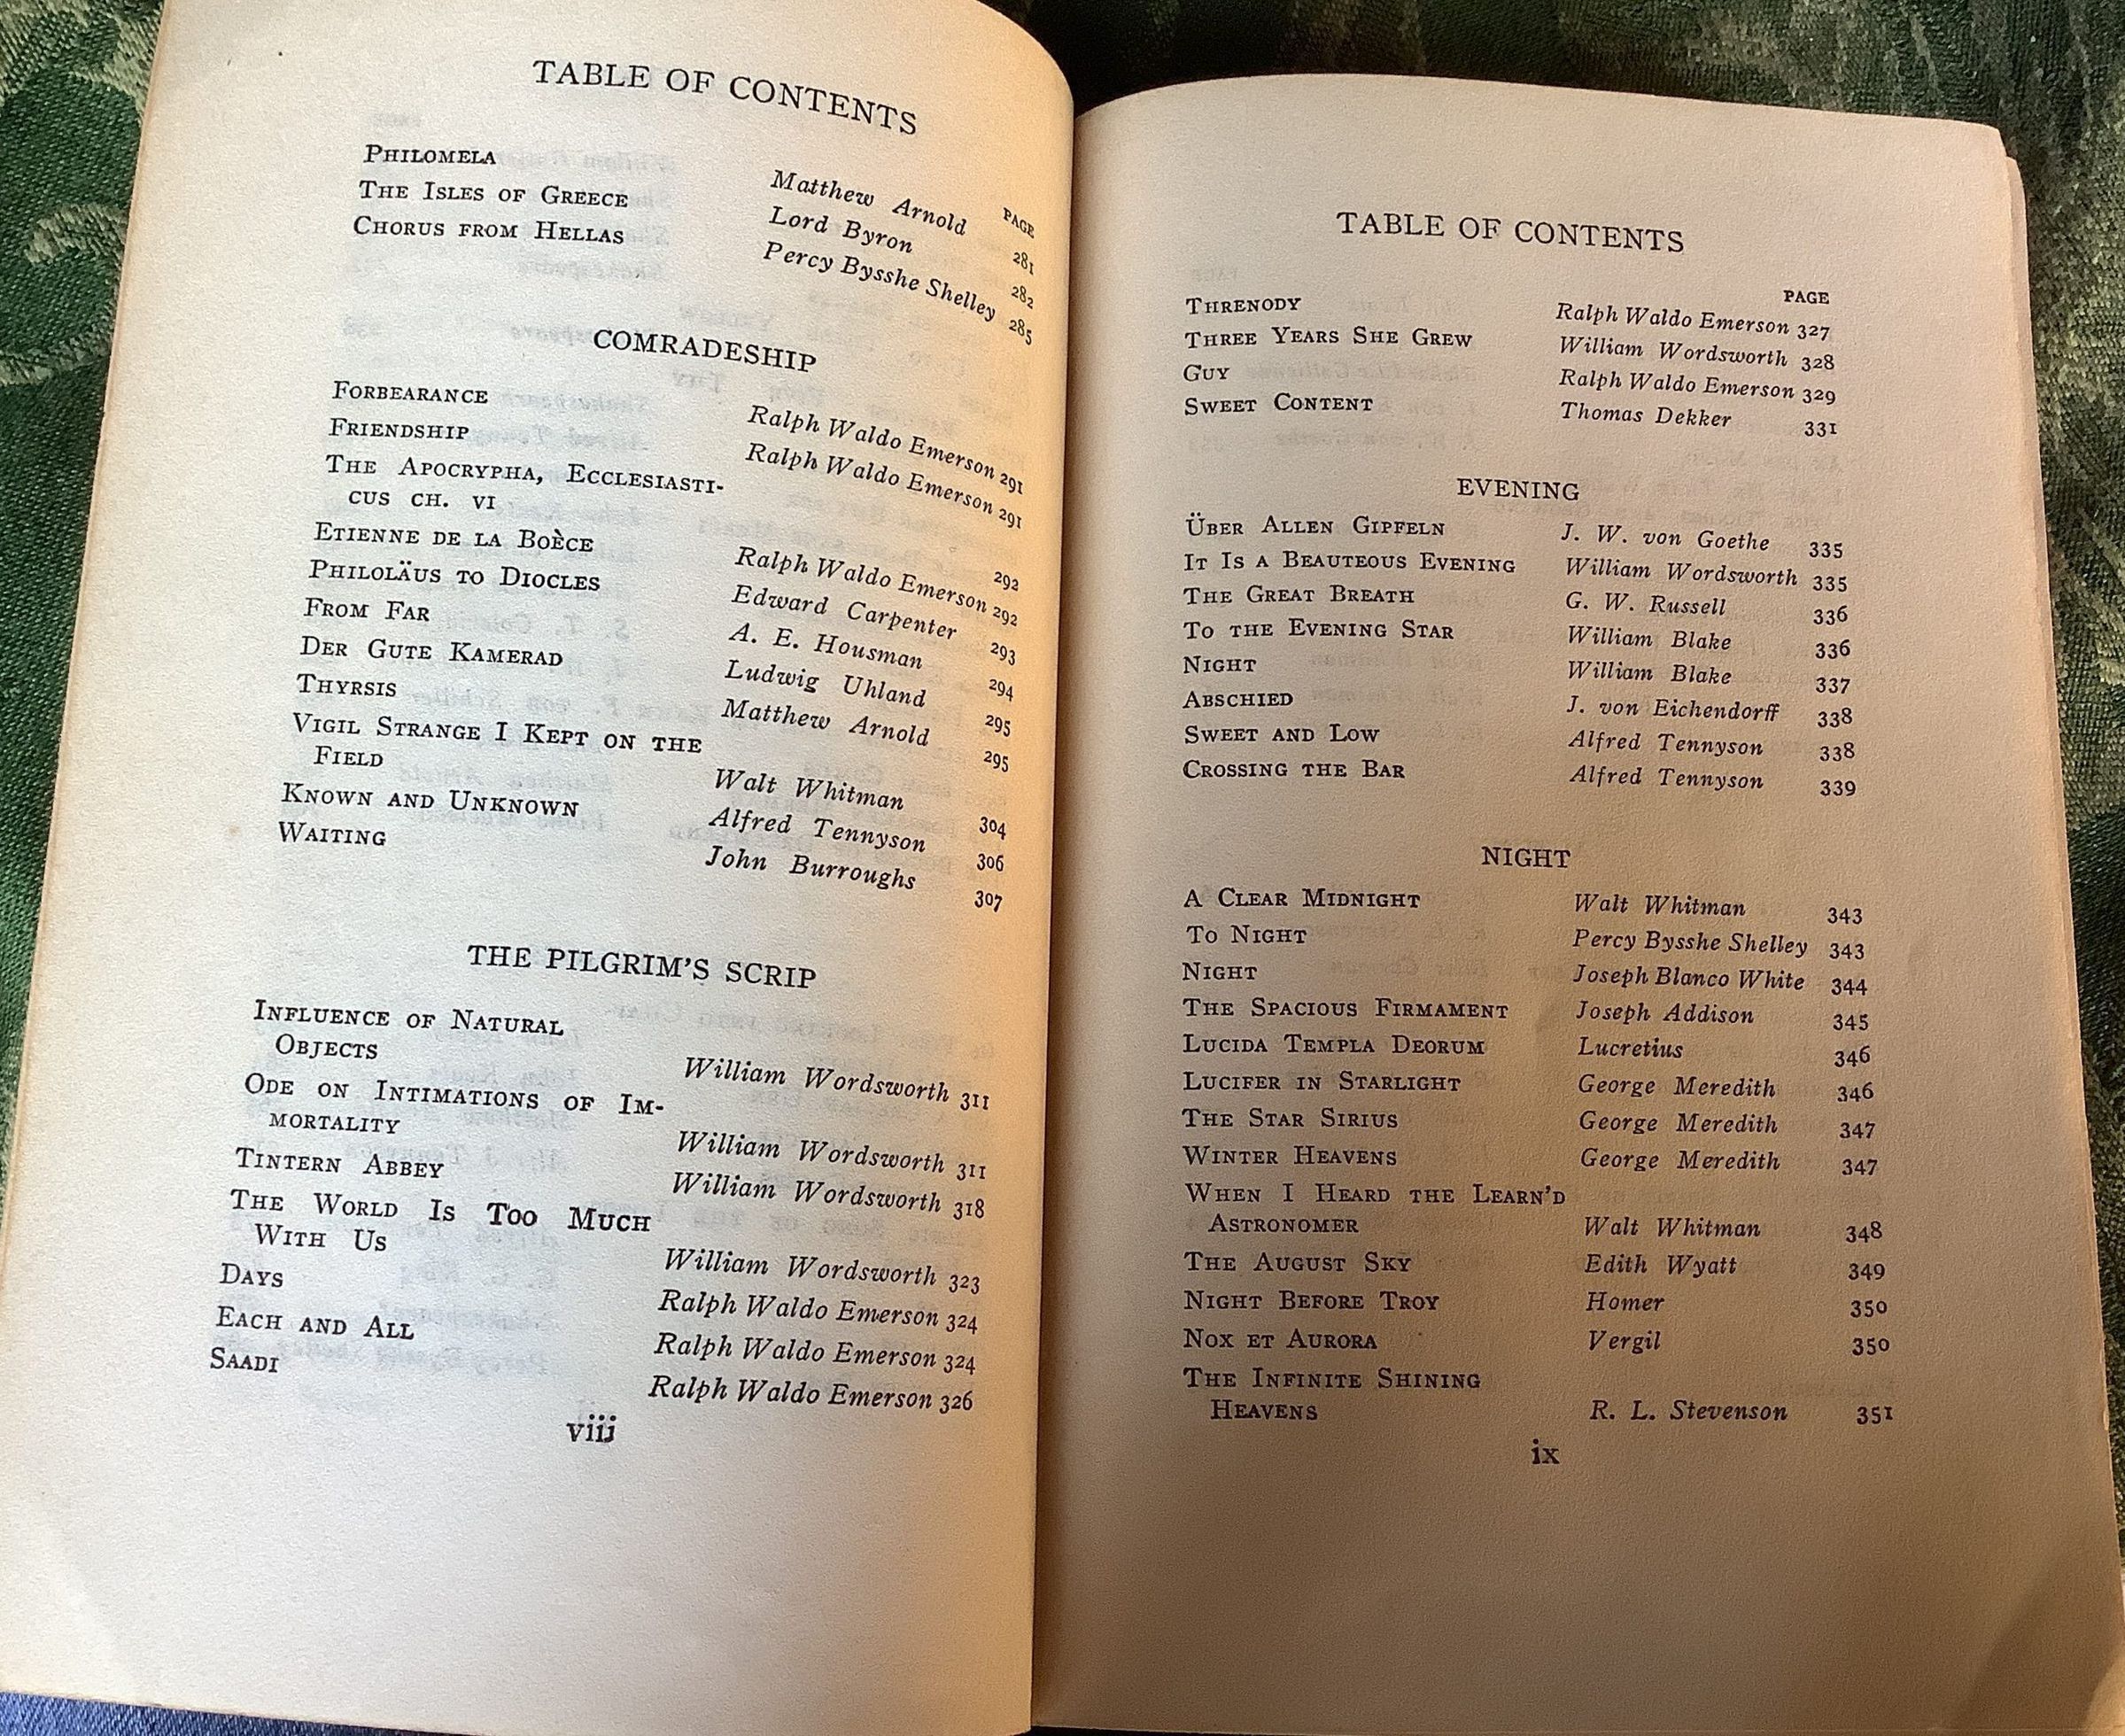 TABLE OF CONTENTS
PAGE
PHILOMELA Matthew Arnold 281
THE ISLES OF GREECE Lord Byron 282
CHORUS FROM HELLAS Percy Bysshe Shelley 285
COMRADESHIP
FORBEARANCE Ralph Waldo Emerson 291
FRIENDSHIP Ralph Waldo Emerson 291
THE APOCRYPHA, ECCLESIASTI-
CUS CH. VI 292
ETIENNE DE LA BOÈCE Ralph Waldo Emerson 292
PHILOLÄUS TO DIOCLES Edward Carpenter 293
FROM FAR A. E. Housman 294
DER GUTE KAMERAD Ludwig Uhland 295
THYRSIS Matthew Arnold 295
VIGIL STRANGE I KEPT ON THE
FIELD Walt Whitman 304
KNOWN AND UNKNOWN Alfred Tennyson 306
WAITING John Burroughs 307
THE PILGRIM'S SCRIP
INFLUENCE OF NATURAL
OBJECTS William Wordsworth 311
ODE ON INTIMATIONS OF IM-
MORTALITY William Wordsworth 311
TINTERN ABBEY William Wordsworth 318
THE WORLD IS TOO MUCH
WITH US William Wordsworth 323
DAYS Ralph Waldo Emerson 324
EACH AND ALL Ralph Waldo Emerson 324
SAADI Ralph Waldo Emerson 326
viii
TABLE OF CONTENTS
PAGE
THRENODY Ralph Waldo Emerson 327
THREE YEARS SHE GREW William Wordsworth 328
GUY Ralph Waldo Emerson 329
SWEET CONTENT Thomas Dekker 331
EVENING
ÜBER ALLEN GIPFELN J. W. von Goethe 335
IT IS A BEAUTEOUS EVENING William Wordsworth 335
THE GREAT BREATH G. W. Russell 336
TO THE EVENING STAR William Blake 336
NIGHT William Blake 337
ABSCHIED J. von Eichendorff 338
SWEET AND LOW Alfred Tennyson 338
CROSSING THE BAR Alfred Tennyson 339
NIGHT
A CLEAR MIDNIGHT Walt Whitman 343
TO NIGHT Percy Bysshe Shelley 343
NIGHT Joseph Blanco White 344
THE SPACIOUS FIRMAMENT Joseph Addison 345
LUCIDA TEMPLA DEORUM Lucretius 346
LUCIFER IN STARLIGHT George Meredith 346
THE STAR SIRIUS George Meredith 347
WINTER HEAVENS George Meredith 347
WHEN I HEARD THE LEARN'D
ASTRONOMER Walt Whitman 348
THE AUGUST SKY Edith Wyatt 349
NIGHT BEFORE TROY Homer 350
NOX ET AURORA Vergil 350
THE INFINITE SHINING
HEAVENS R. L. Stevenson 351
ix